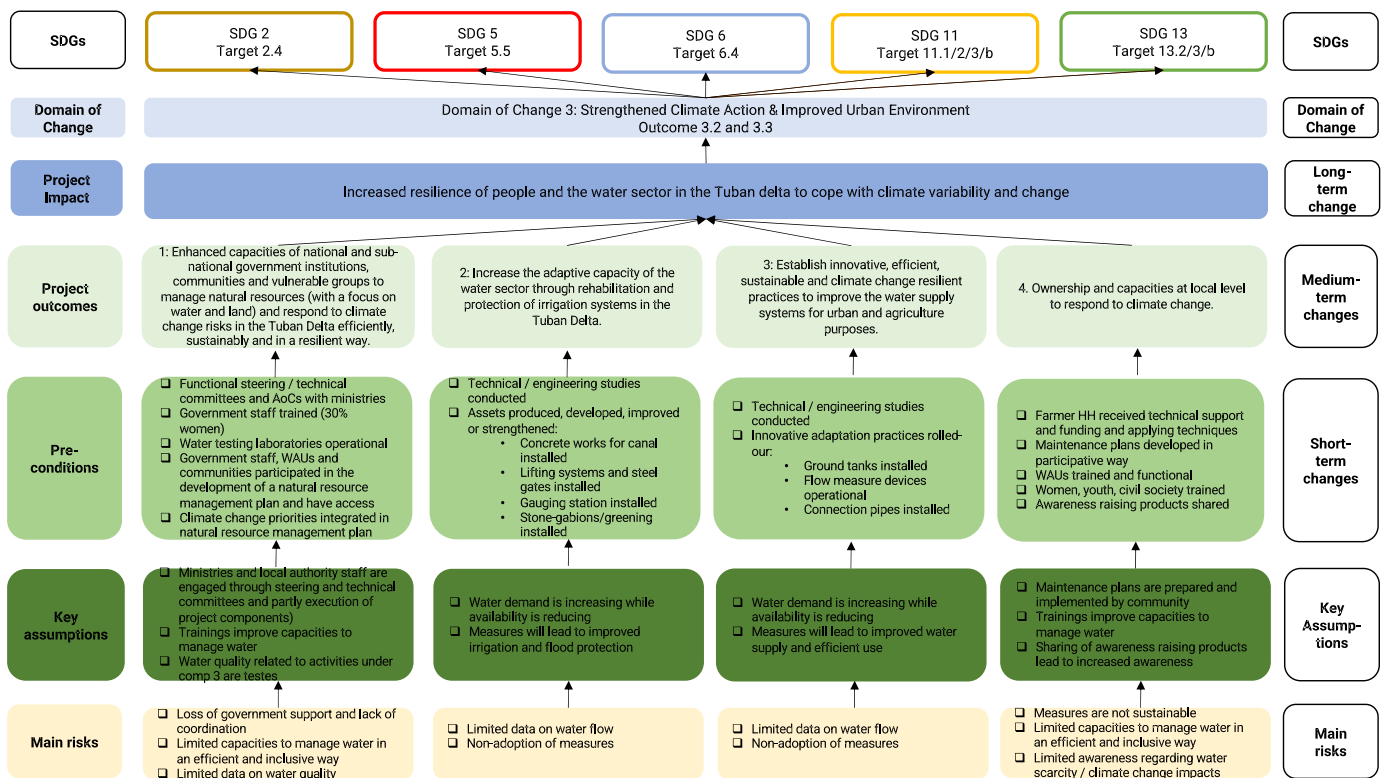 SDGs
SDG 2
Target 2.4
SDG 5
Target 5.5
SDG 6
Target 6.4
SDG 11
Target 11.1/2/3/b
SDG 13
Target 13.2/3/b
SDGs
Domain of
Change
Domain of Change 3: Strengthened Climate Action & Improved Urban Environment
Outcome 3.2 and 3.3
Domain of
Change
Project
Impact
Increased resilience of people and the water sector in the Tuban delta to cope with climate variability and change
Long-
term
change
Project
outcomes
1: Enhanced capacities of national and sub-
national government institutions,
communities and vulnerable groups to
manage natural resources (with a focus on
water and land) and respond to climate
change risks in the Tuban Delta efficiently,
sustainably and in a resilient way.
2: Increase the adaptive capacity of the
water sector through rehabilitation and
protection of irrigation systems in the
Tuban Delta.
3: Establish innovative, efficient,
sustainable and climate change resilient
practices to improve the water supply
systems for urban and agriculture
purposes.
4. Ownership and capacities at local level
to respond to climate change.
Medium-
term
changes
Pre-
conditions
❑ Functional steering / technical
committees and AoCs with ministries
❑ Government staff trained (30%
women)
❑ Water testing laboratories operational
❑ Government staff, WAUs and
communities participated in the
development of a natural resource
management plan and have access
❑ Climate change priorities integrated in
natural resource management plan
❑ Technical / engineering studies
conducted
❑ Assets produced, developed, improved
or strengthened:
• Concrete works for canal
installed
• Lifting systems and steel
gates installed
• Gauging station installed
• Stone-gabions/greening
installed
❑ Technical / engineering studies
conducted
❑ Innovative adaptation practices rolled-
our:
• Ground tanks installed
• Flow measure devices
operational
• Connection pipes installed
❑ Farmer HH received technical support
and funding and applying techniques
❑ Maintenance plans developed in
participative way
❑ WAUs trained and functional
❑ Women, youth, civil society trained
❑ Awareness raising products shared
Short-
term
changes
Key
assumptions
❑ Ministries and local authority staff are
engaged through steering and technical
committees and partly execution of
project components)
❑ Trainings improve capacities to
manage water
❑ Water quality related to activities under
comp 3 are testes
❑ Water demand is increasing while
availability is reducing
❑ Measures will lead to improved
irrigation and flood protection
❑ Water demand is increasing while
availability is reducing
❑ Measures will lead to improved water
supply and efficient use
❑ Maintenance plans are prepared and
implemented by community
❑ Trainings improve capacities to
manage water
❑ Sharing of awareness raising products
lead to increased awareness
Key
Assump-
tions
Main risks
❑ Loss of government support and lack of
coordination
❑ Limited capacities to manage water in
an efficient and inclusive way
❑ Limited data on water quality
❑ Limited data on water flow
❑ Non-adoption of measures
❑ Limited data on water flow
❑ Non-adoption of measures
❑ Measures are not sustainable
❑ Limited capacities to manage water in
an efficient and inclusive way
❑ Limited awareness regarding water
scarcity / climate change impacts
Main
risks